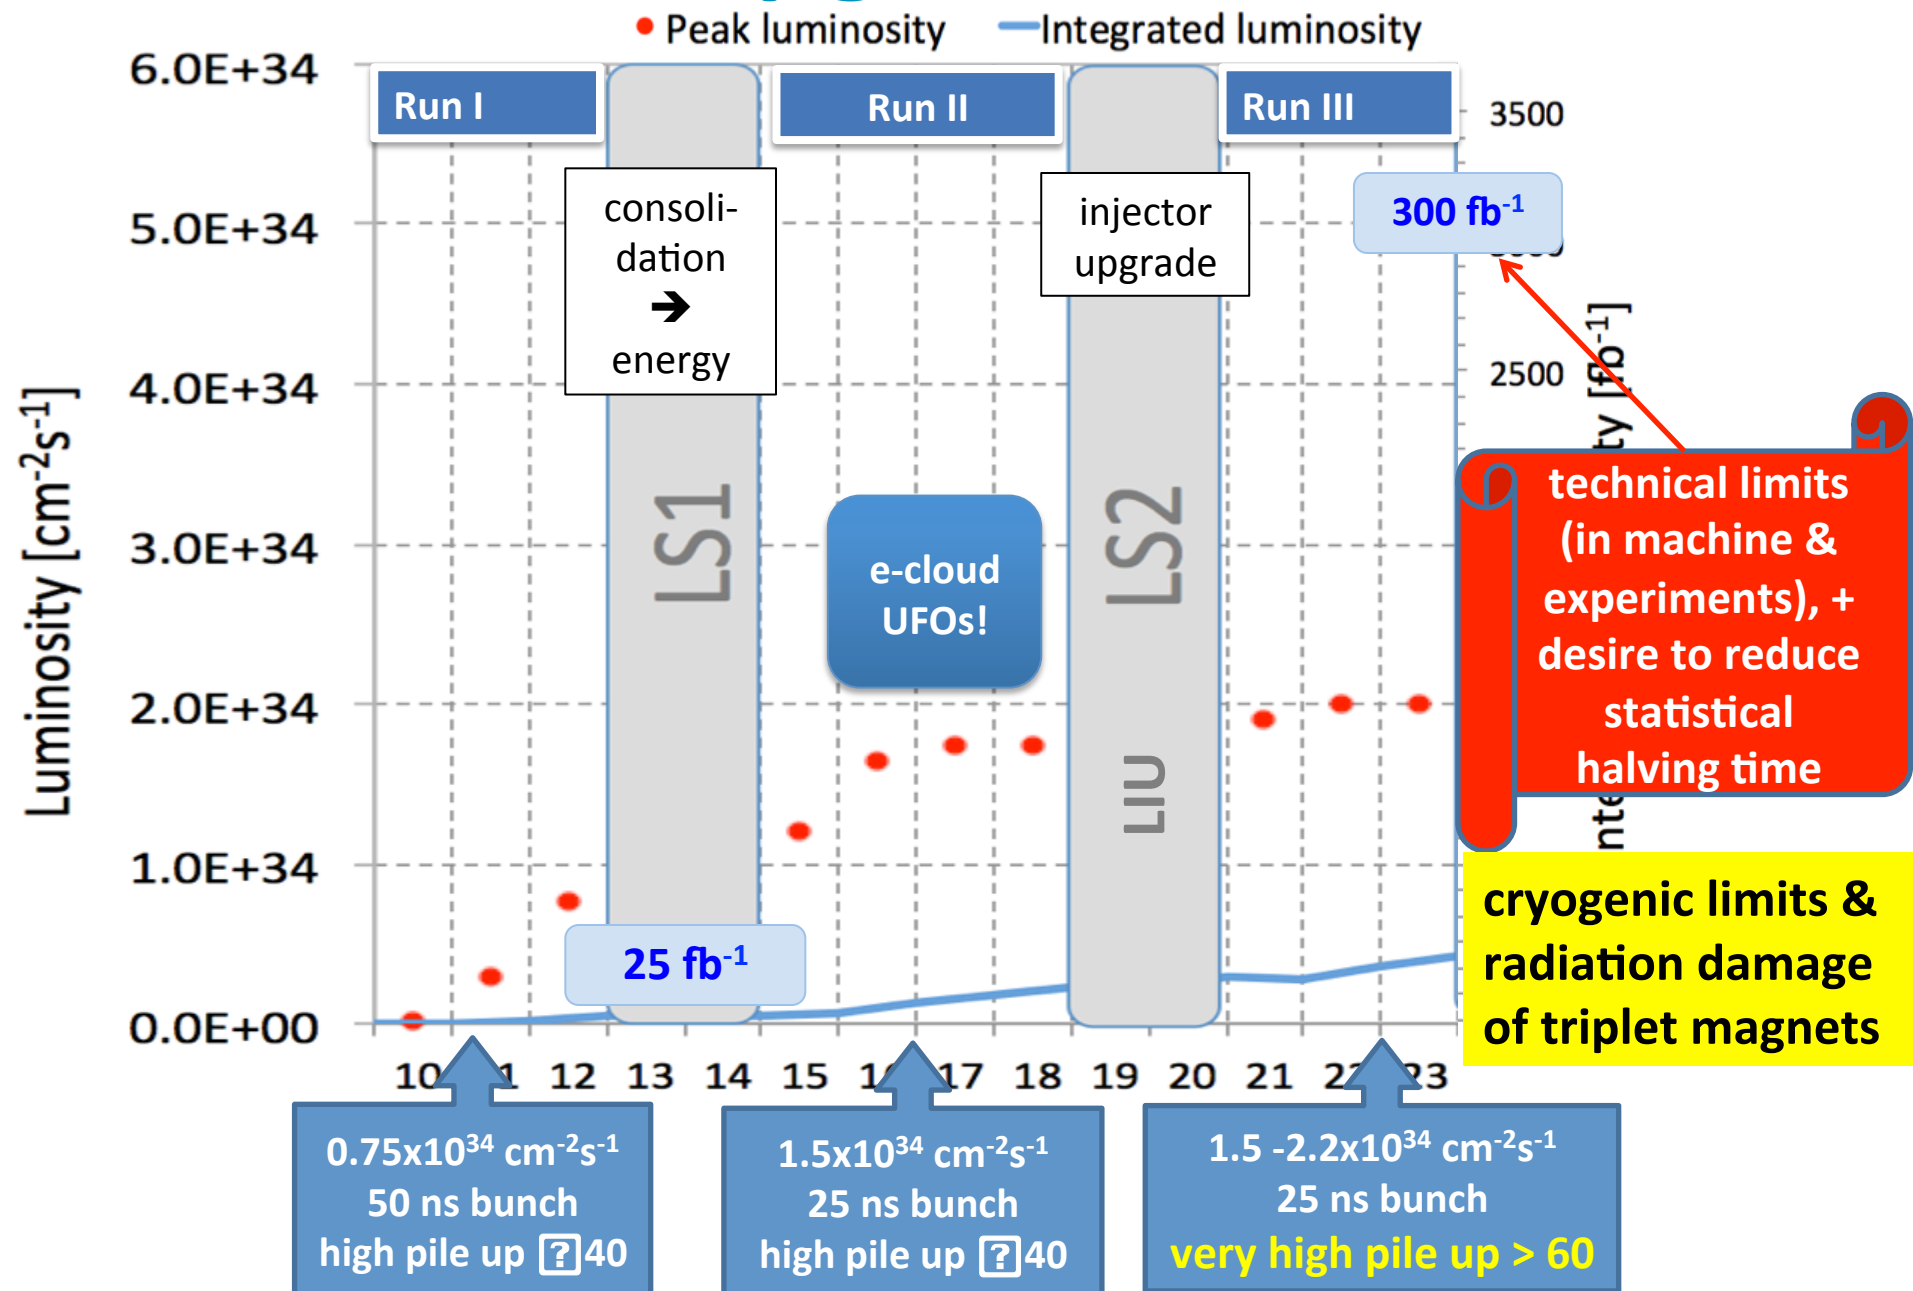 Peak luminosity Integrated luminosity
6.0E+34
5.0E+34
4.0E+34
3.0E+34
2.0E+34
1.0E+34
0.0E+00
Luminosity [cm⁻²s⁻¹]
Run I
Run II
Run III
consoli-
dation
➔
energy
injector
upgrade
300 fb⁻¹
3500
2500
[fb⁻¹]
LS1
LS2
LIU
e-cloud
UFOs!
technical limits
(in machine &
experiments), +
desire to reduce
statistical
halving time
25 fb⁻¹
cryogenic limits &
radiation damage
of triplet magnets
10 12 13 14 15 17 18 19 20 21
0.75x10³⁴ cm⁻²s⁻¹
50 ns bunch
high pile up ⍰40
1.5x10³⁴ cm⁻²s⁻¹
25 ns bunch
high pile up ⍰40
1.5 -2.2x10³⁴ cm⁻²s⁻¹
25 ns bunch
very high pile up > 60